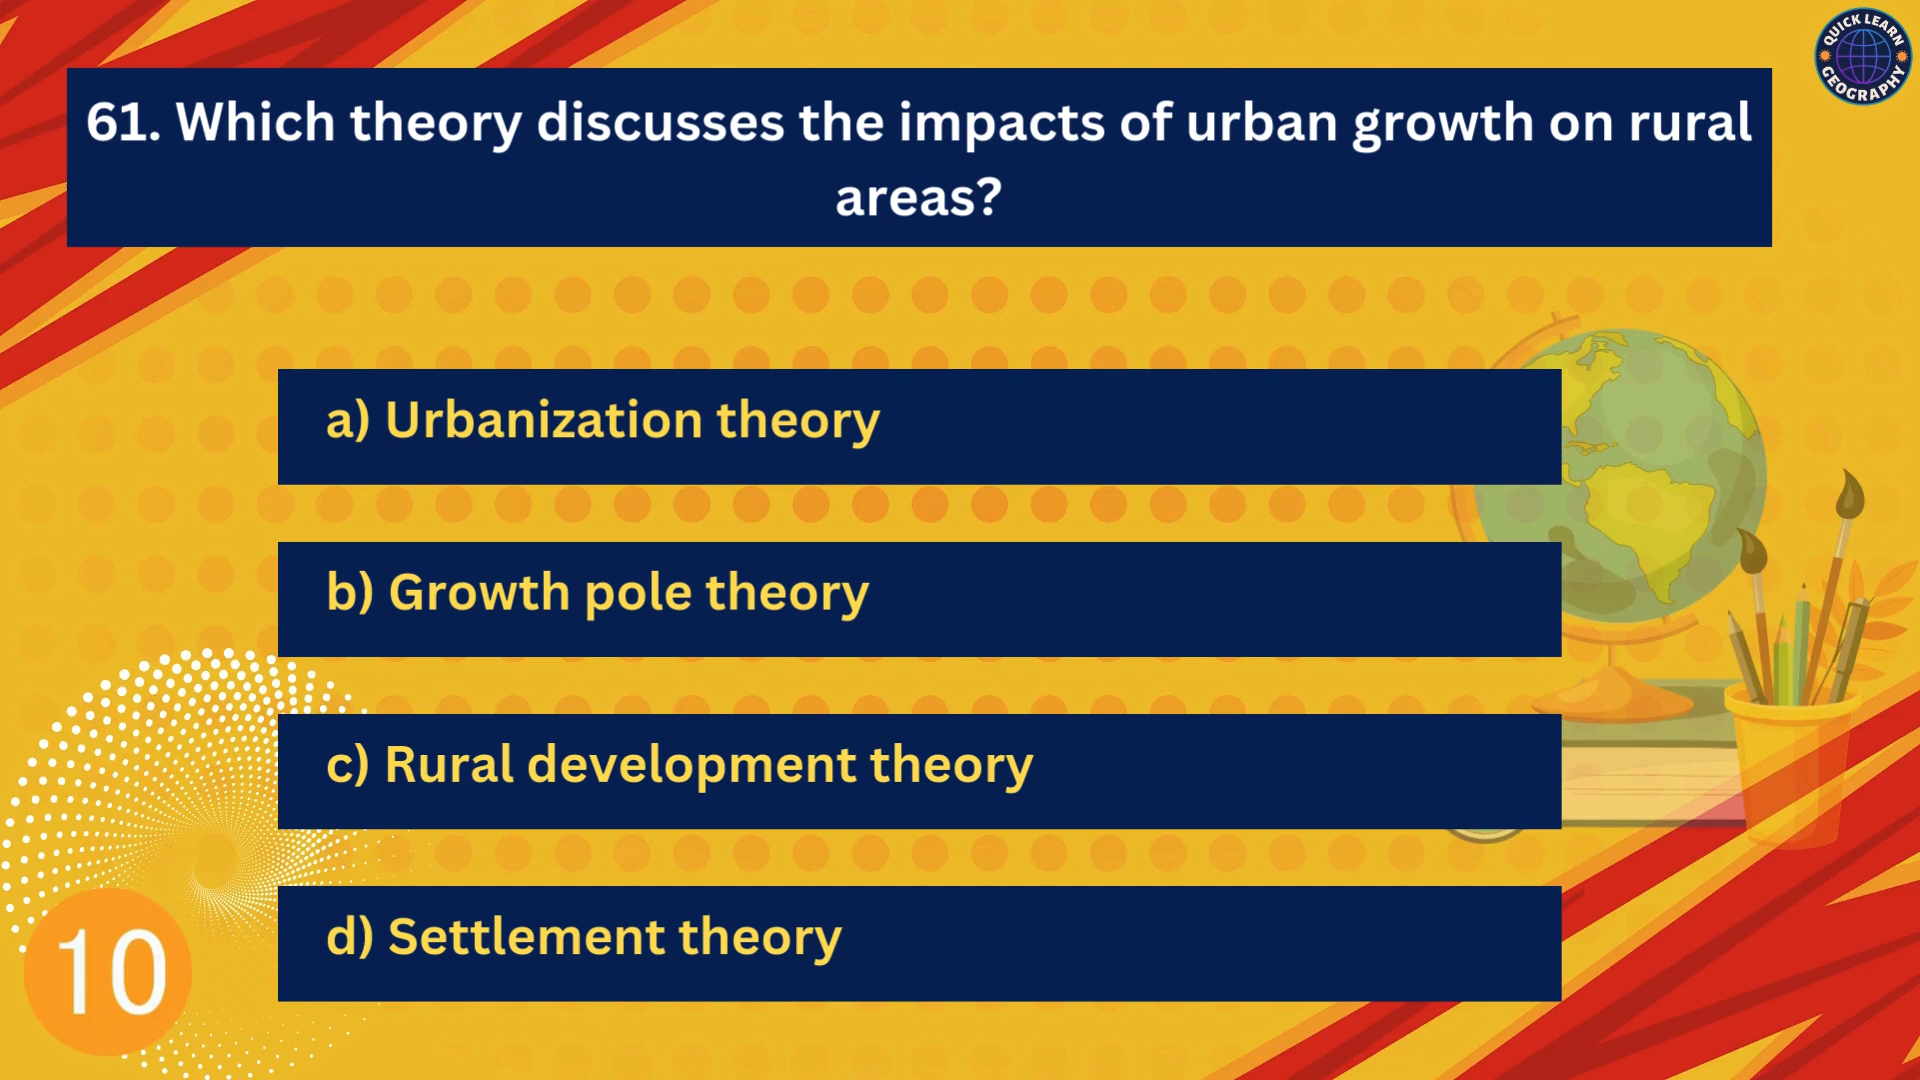 QUICK LEARN
GEOGRAPHY
61. Which theory discusses the impacts of urban growth on rural
areas?
a) Urbanization theory
b) Growth pole theory
c) Rural development theory
d) Settlement theory
10